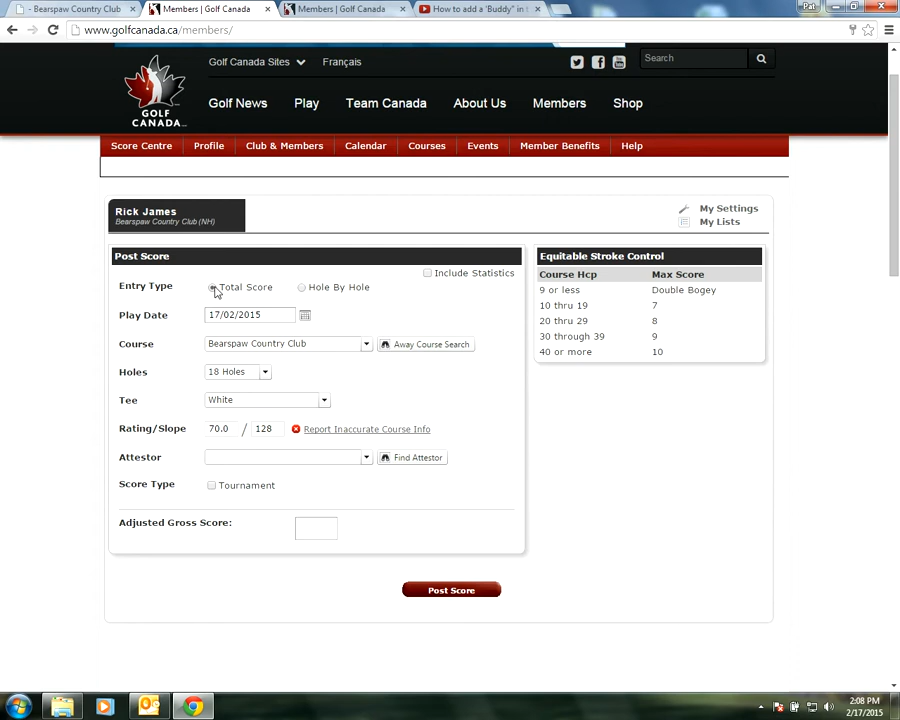 - Bearspaw Country Club
Members | Golf Canada
Members | Golf Canada
How to add a 'Buddy" in t
Pat
www.golfcanada.ca/members/
Golf Canada Sites
Français
Search
GOLF
CANADA
Golf News
Play
Team Canada
About Us
Members
Shop
Score Centre
Profile
Club & Members
Calendar
Courses
Events
Member Benefits
Help
Rick James
Bearspaw Country Club (NH)
My Settings
My Lists
Post Score
Include Statistics
Entry Type
Total Score
Hole By Hole
Play Date
17/02/2015
Course
Bearspaw Country Club
Away Course Search
Holes
18 Holes
Tee
White
Rating/Slope
70.0 / 128
Report Inaccurate Course Info
Attestor
Find Attestor
Score Type
Tournament
Adjusted Gross Score:
Post Score
Equitable Stroke Control
Course Hcp Max Score
9 or less Double Bogey
10 thru 19 7
20 thru 29 8
30 through 39 9
40 or more 10
2:08 PM
2/17/2015